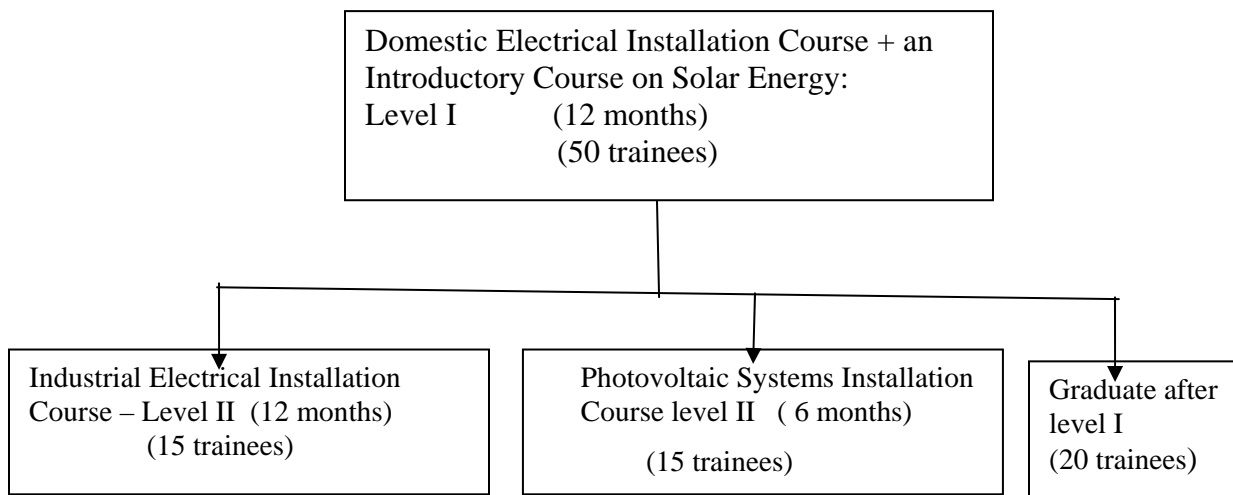 Domestic Electrical Installation Course + an
Introductory Course on Solar Energy:
Level I (12 months)
(50 trainees)
Industrial Electrical Installation
Course – Level II (12 months)
(15 trainees)
Photovoltaic Systems Installation
Course level II ( 6 months)
(15 trainees)
Graduate after
level I
(20 trainees)